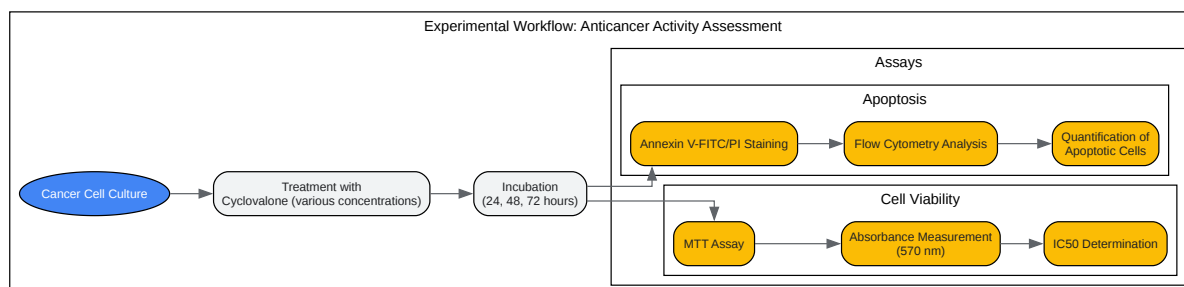 Experimental Workflow: Anticancer Activity Assessment
Assays
Apoptosis
Annexin V-FITC/PI Staining
Flow Cytometry Analysis
Quantification of
Apoptotic Cells
Cancer Cell Culture
Treatment with
Cyclovalone (various concentrations)
Incubation
(24, 48, 72 hours)
Cell Viability
MTT Assay
Absorbance Measurement
(570 nm)
IC50 Determination